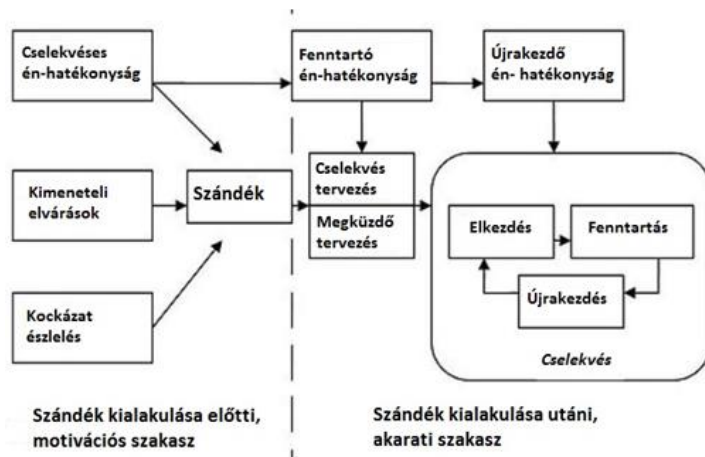 Cselekvéses
én-hatékonyság
Fenntartó
én-hatékonyság
Újrakezdő
én- hatékonyság
Kimeneteli
elvárások
Szándék
Cselekvés
tervezés
Megküzdő
tervezés
Elkezdés
Fenntartás
Újrakezdés
Cselekvés
Kockázat
észlelés
Szándék kialakulása előtti,
motivációs szakasz
Szándék kialakulása utáni,
akarati szakasz